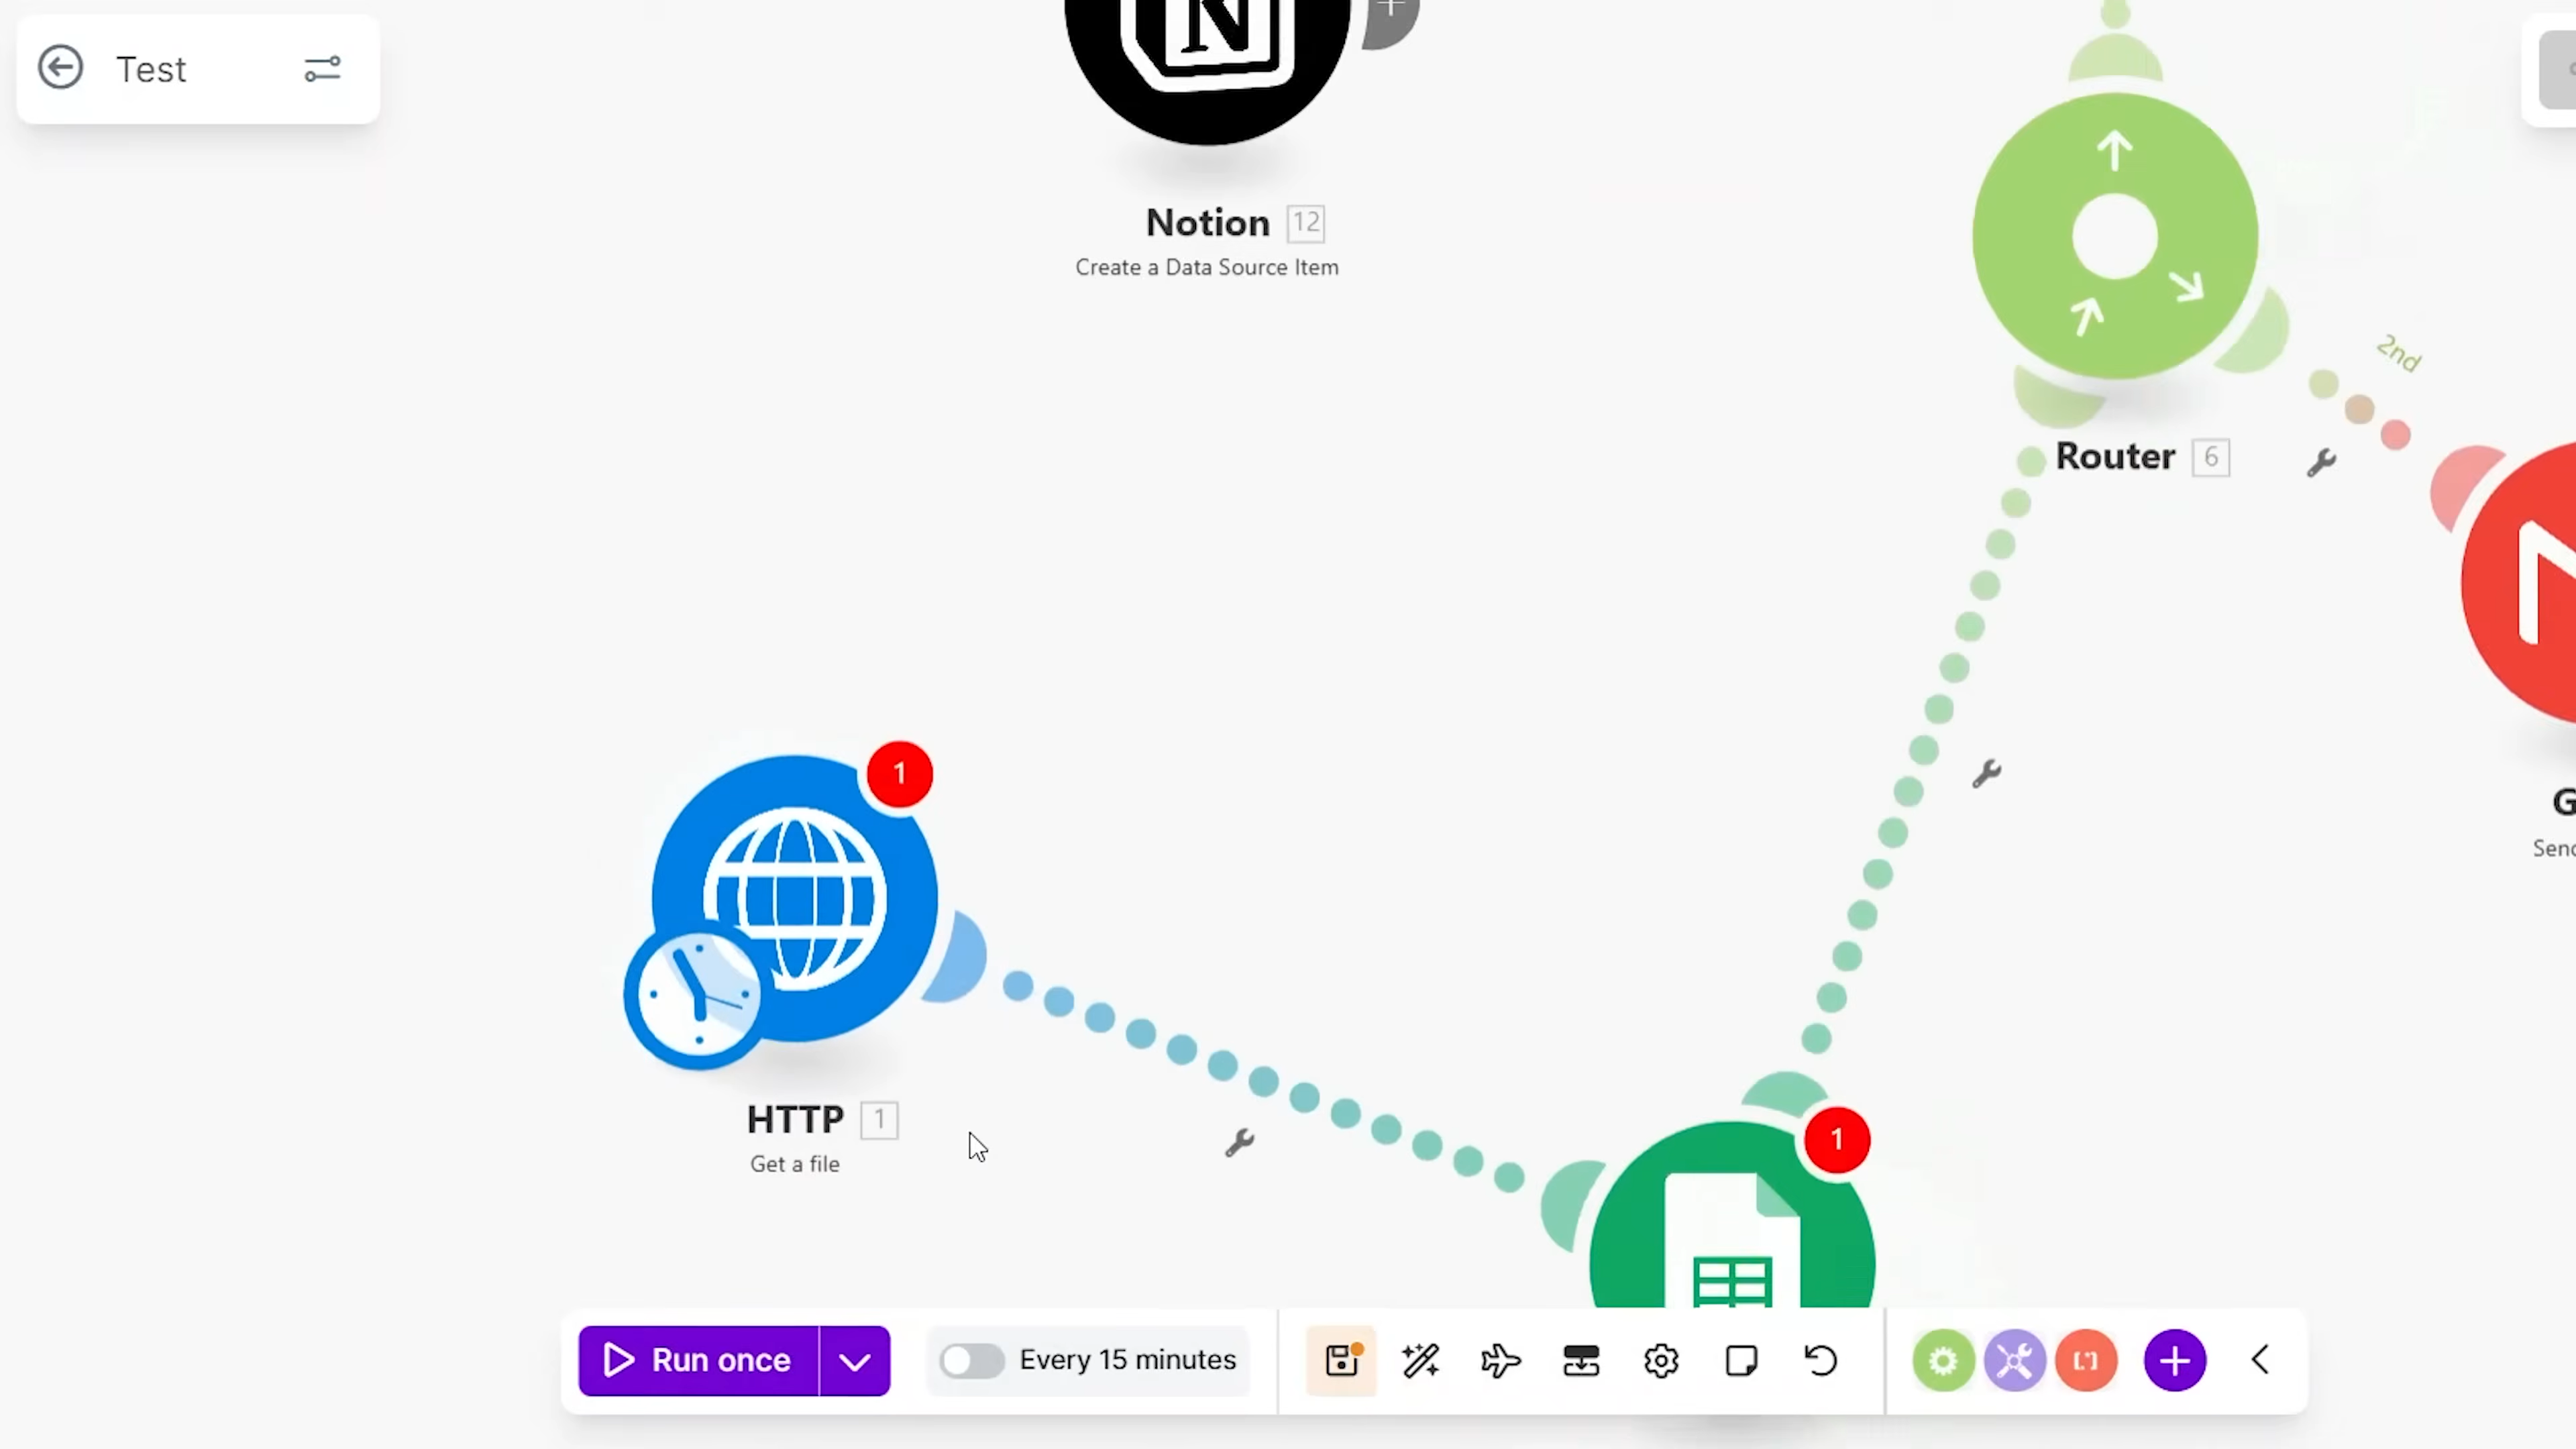 Test
Notion 12
Create a Data Source Item
2nd
Router 6
1
HTTP 1
Get a file
1
Run once
Every 15 minutes